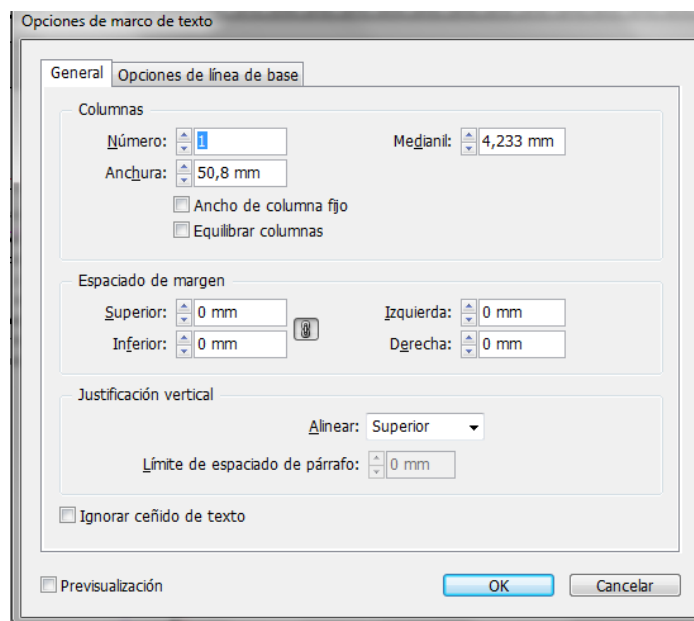 Opciones de marco de texto
General Opciones de línea de base
Columnas
Número: 1 Medianil: 4,233 mm
Anchura: 50,8 mm
Ancho de columna fijo
Equilibrar columnas
Espaciado de margen
Superior: 0 mm Izquierda: 0 mm
Inferior: 0 mm Derecha: 0 mm
Justificación vertical
Alinear: Superior
Límite de espaciado de párrafo: 0 mm
Ignorar ceñido de texto
Previsualización OK Cancelar